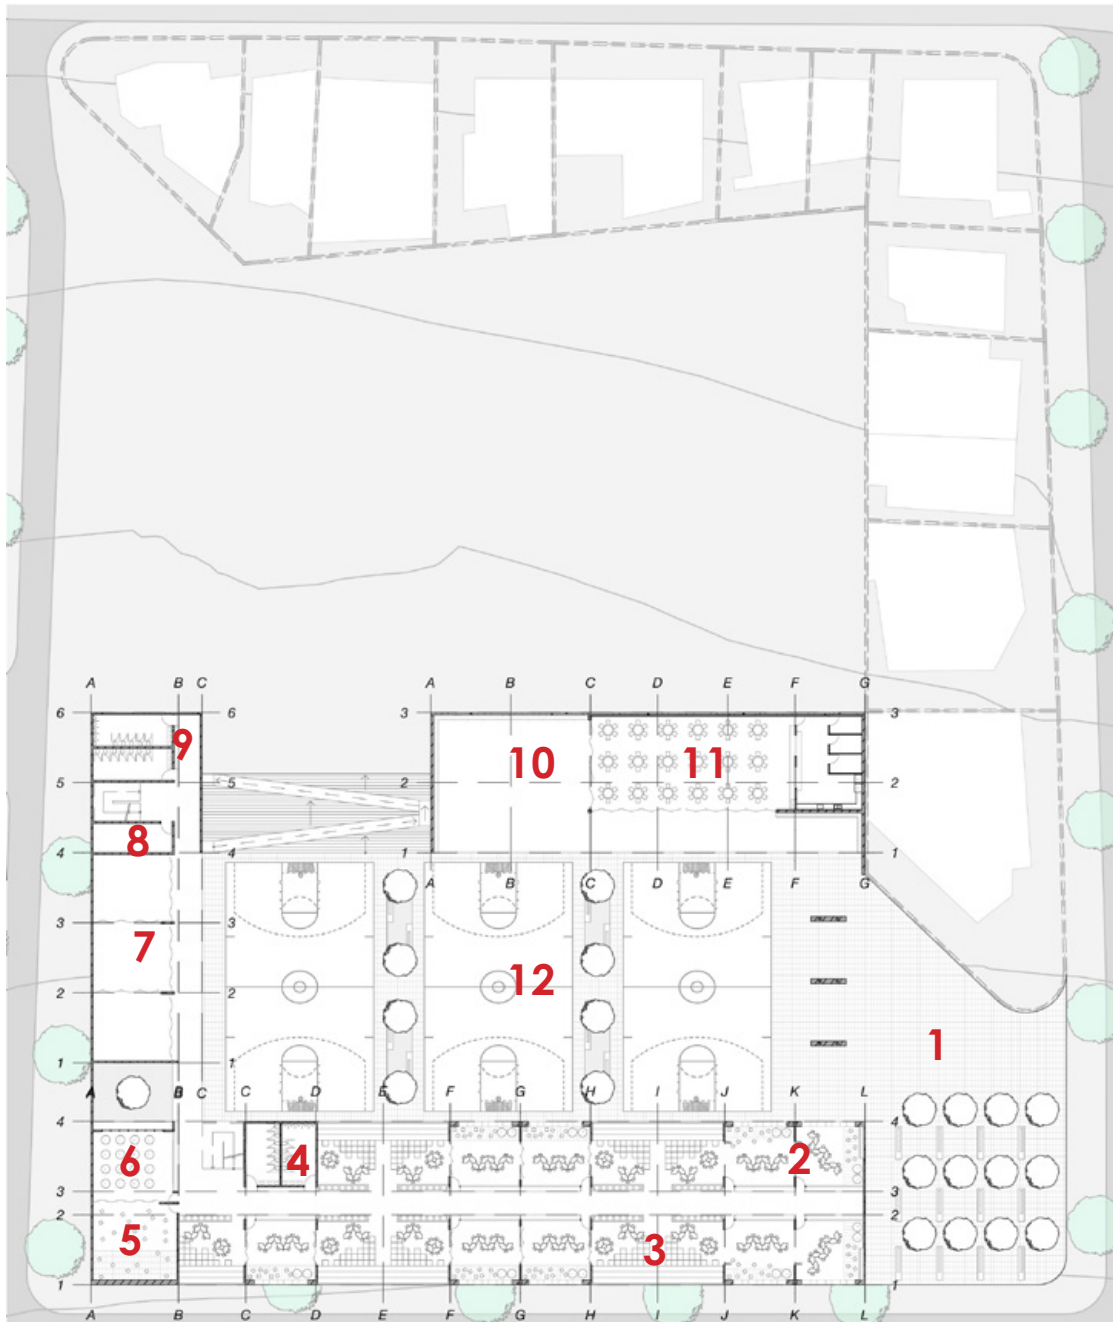 A B C A B C D E F G
6 6 3 3
9
10 11
5 5 2 2
8
4 4 1 1
A B C D E F G
3 3
7
12
2 2
1
1 1
A B C C D E F G H I J K L
4 4
6 4 2
3 3
2 2
5 3
1 1
A B C D E F G H I J K L